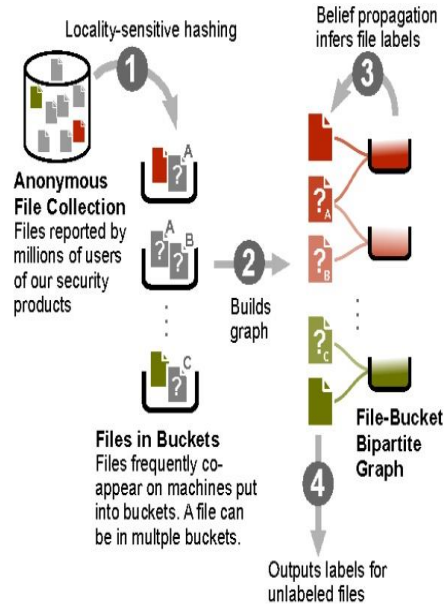 Locality-sensitive hashing
1
Anonymous
File Collection
Files reported by
millions of users
of our security
products
? A
A
?
B
?
C
?
Files in Buckets
Files frequently co-
appear on machines put
into buckets. A file can
be in multple buckets.
2
Builds
graph
Belief propagation
infers file labels
3
?A
?B
?C
File-Bucket
Bipartite
Graph
4
Outputs labels for
unlabeled files